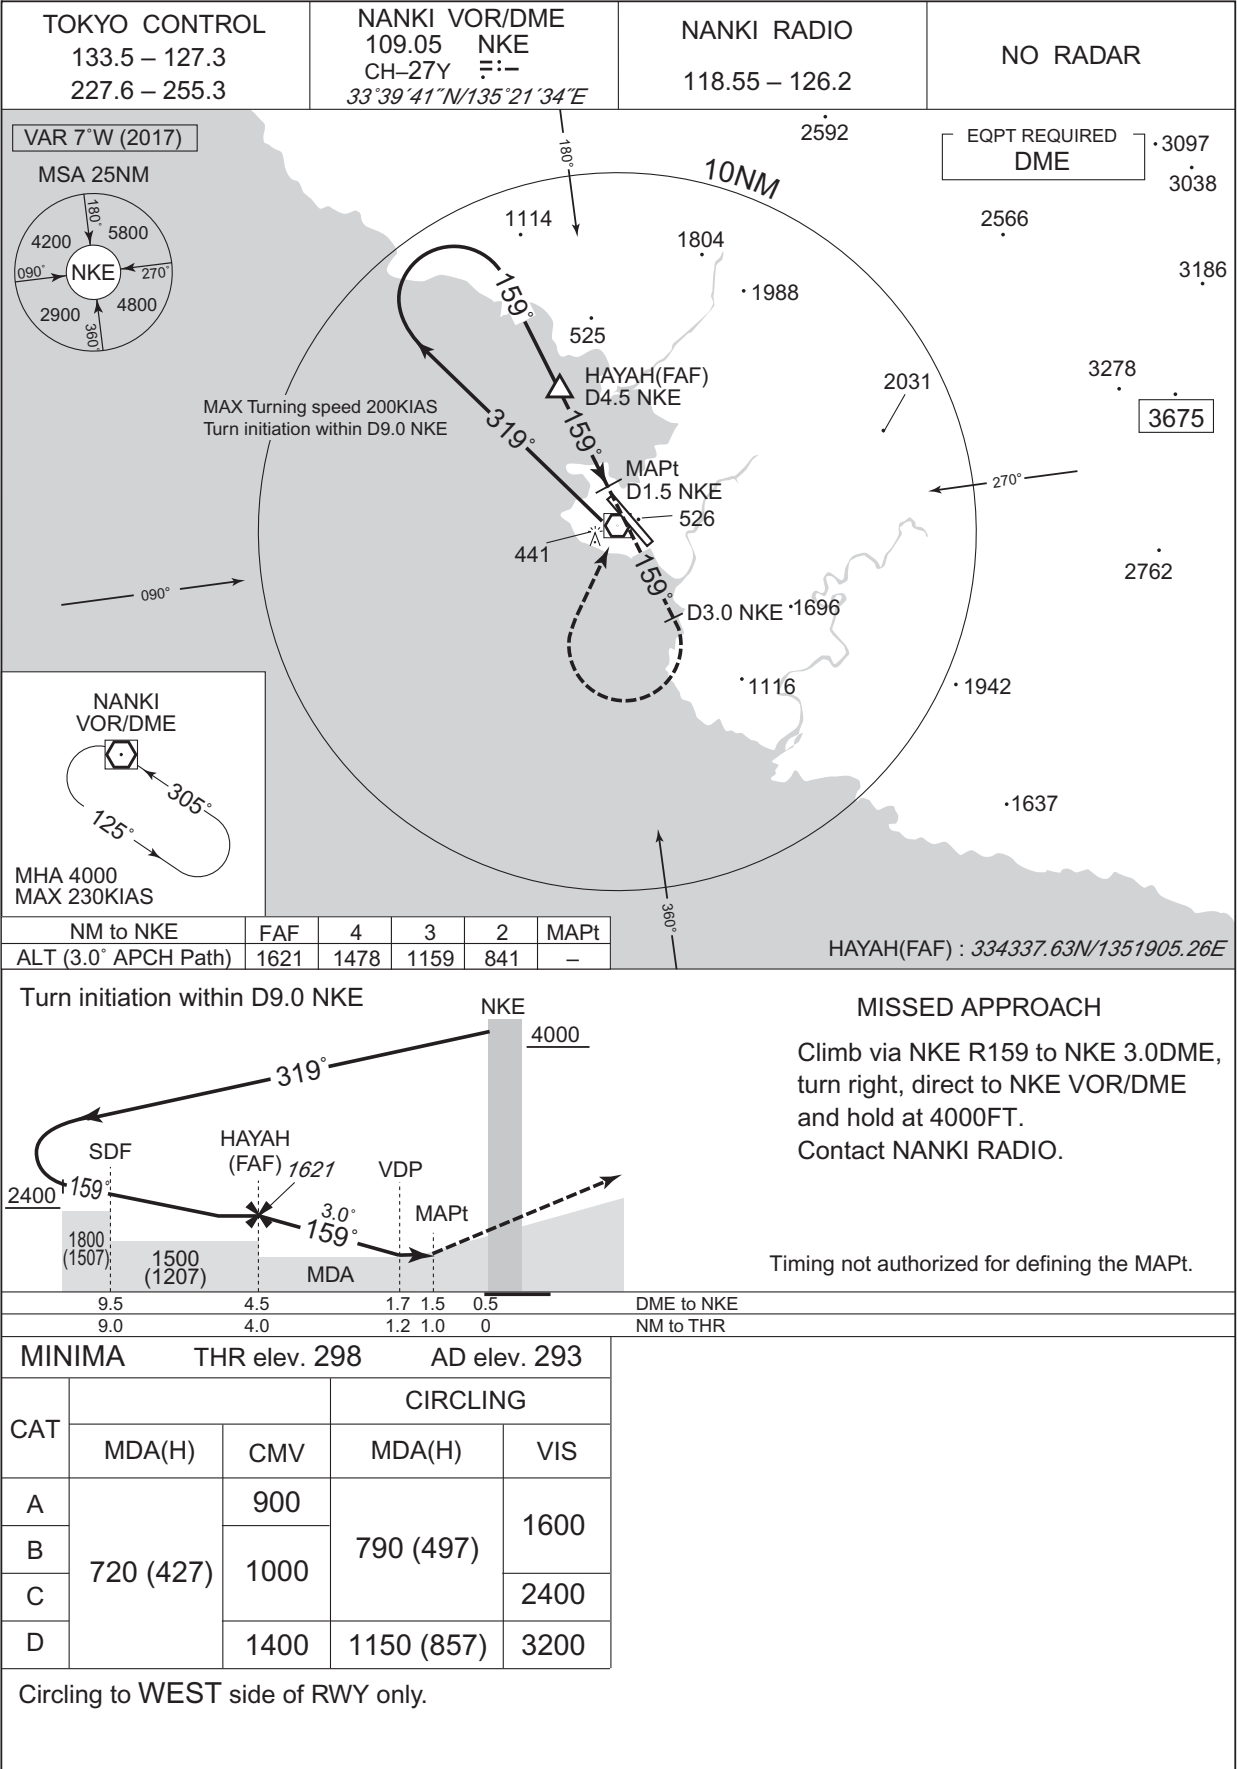 TOKYO CONTROL
133.5 – 127.3
227.6 – 255.3
NANKI VOR/DME
109.05 NKE
CH–27Y
33°39´41˝N/135°21´34˝E
NANKI RADIO
118.55 – 126.2
NO RADAR
VAR 7°W (2017)
MSA 25NM
180°
4200
5800
090°
NKE
270°
2900
4800
360°
180°
2592
EQPT REQUIRED
DME
3097
3038
10NM
1114
1804
2566
3186
1988
159°
525
HAYAH(FAF)
D4.5 NKE
2031
3278
3675
MAX Turning speed 200KIAS
Turn initiation within D9.0 NKE
319°
159°
MAPt
D1.5 NKE
270°
526
441
2762
159°
090°
D3.0 NKE
1696
1116
1942
1637
360°
NANKI
VOR/DME
305°
125°
MHA 4000
MAX 230KIAS
NM to NKE FAF 4 3 2 MAPt
ALT (3.0° APCH Path) 1621 1478 1159 841 –
HAYAH(FAF) : 334337.63N/1351905.26E
Turn initiation within D9.0 NKE
NKE
4000
319°
SDF
HAYAH
(FAF) 1621
VDP
2400
159°
3.0°
159°
MAPt
1800
(1507)
1500
(1207)
MDA
MISSED APPROACH
Climb via NKE R159 to NKE 3.0DME,
turn right, direct to NKE VOR/DME
and hold at 4000FT.
Contact NANKI RADIO.
Timing not authorized for defining the MAPt.
9.5 4.5 1.7 1.5 0.5 DME to NKE
9.0 4.0 1.2 1.0 0 NM to THR
MINIMA THR elev. 298 AD elev. 293
CAT
CIRCLING
MDA(H) CMV MDA(H) VIS
A 900
1600
B 720 (427) 1000 790 (497)
C 2400
D 1400 1150 (857) 3200
Circling to WEST side of RWY only.